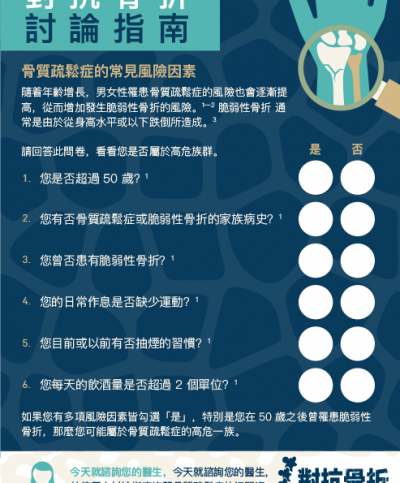 對抗骨折
討論指南
骨質疏鬆症的常見風險因素
隨着年齡增長，男女性罹患骨質疏鬆症的風險也會逐漸提
高，從而增加發生脆弱性骨折的風險。¹⁻² 脆弱性骨折 通
常是由於從身高水平或以下跌倒所造成。³
請回答此問卷，看看您是否屬於高危族群。
是 否
1. 您是否超過 50 歲? ¹
2. 您有否骨質疏鬆症或脆弱性骨折的家族病史? ¹
3. 您曾否患有脆弱性骨折? ¹
4. 您的日常作息是否缺少運動? ¹
5. 您目前或以前有否抽煙的習慣? ¹
6. 您每天的飲酒量是否超過 2 個單位? ¹
如果您有多項風險因素皆勾選「是」，特別是您在 50 歲之後曾罹患脆弱性
骨折，那麼您可能屬於骨質疏鬆症的高危一族。
今天就諮詢您的醫生，今天就諮詢您的醫生，
對抗骨折